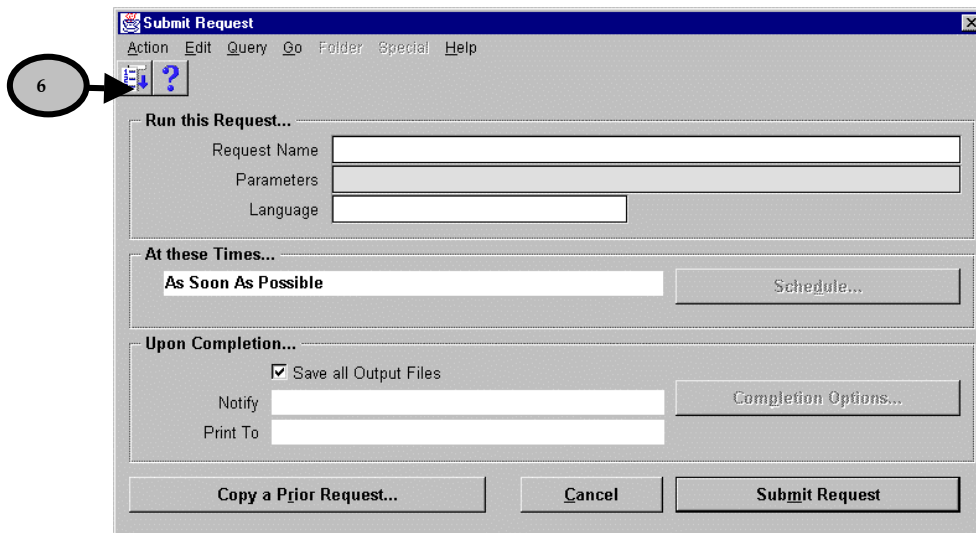 Submit Request
Action Edit Query Go Folder Special Help
6
?
Run this Request...
Request Name
Parameters
Language
At these Times...
As Soon As Possible
Schedule...
Upon Completion...
Save all Output Files
Notify
Completion Options...
Print To
Copy a Prior Request...
Cancel
Submit Request